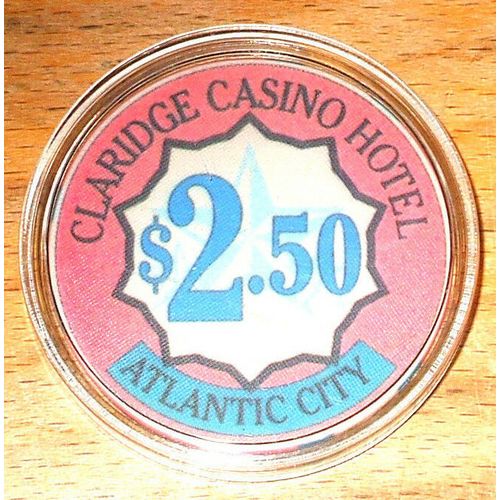 CLARIDGE CASINO HOTEL
$2.50
ATLANTIC CITY